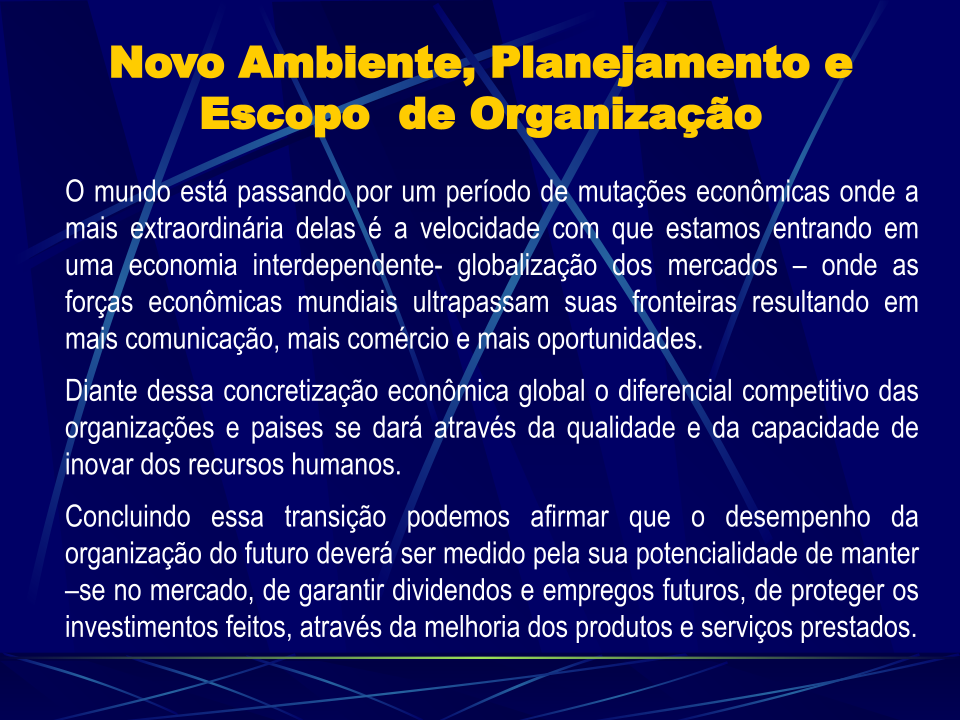 Novo Ambiente, Planejamento e
Escopo  de Organização
O mundo está passando por um período de mutações econômicas onde a
mais extraordinária delas é a velocidade com que estamos entrando em
uma economia interdependente- globalização dos mercados – onde as
forças econômicas mundiais ultrapassam suas fronteiras resultando em
mais comunicação, mais comércio e mais oportunidades.
Diante dessa concretização econômica global o diferencial competitivo das
organizações e paises se dará através da qualidade e da capacidade de
inovar dos recursos humanos.
Concluindo essa transição podemos afirmar que o desempenho da
organização do futuro deverá ser medido pela sua potencialidade de manter
–se no mercado, de garantir dividendos e empregos futuros, de proteger os
investimentos feitos, através da melhoria dos produtos e serviços prestados.